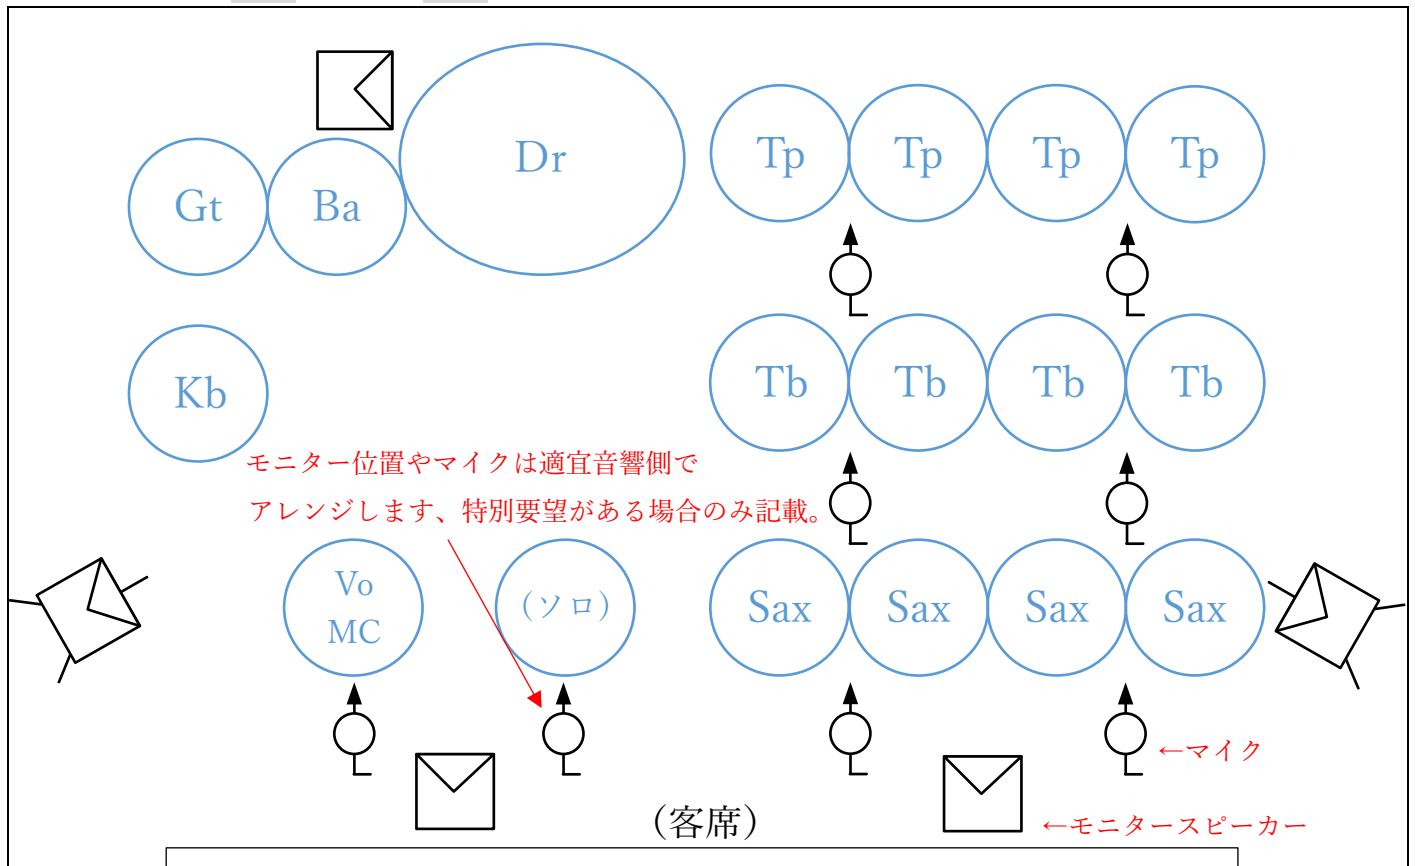 Dr
Tp Tp Tp Tp
Gt Ba
Kb
Tb Tb Tb Tb
モニター位置やマイクは適宜音響側で
アレンジします、特別要望がある場合のみ記載。
Vo
MC
(ソロ)
Sax Sax Sax Sax
←マイク
(客席)
←モニタースピーカー